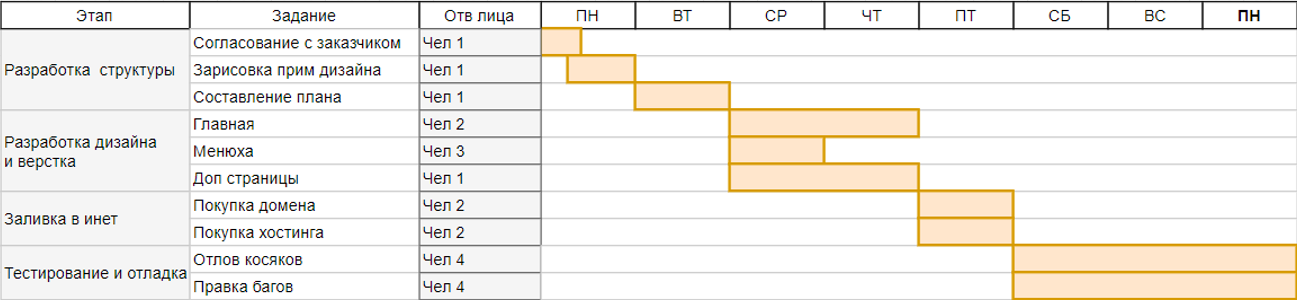 Этап Задание Отв лица ПН ВТ СР ЧТ ПТ СБ ВС ПН
Разработка структуры
Согласование с заказчиком Чел 1
Зарисовка прим дизайна Чел 1
Составление плана Чел 1
Разработка дизайна
и верстка
Главная Чел 2
Менюха Чел 3
Доп страницы Чел 1
Заливка в инет
Покупка домена Чел 2
Покупка хостинга Чел 2
Тестирование и отладка
Отлов косяков Чел 4
Правка багов Чел 4